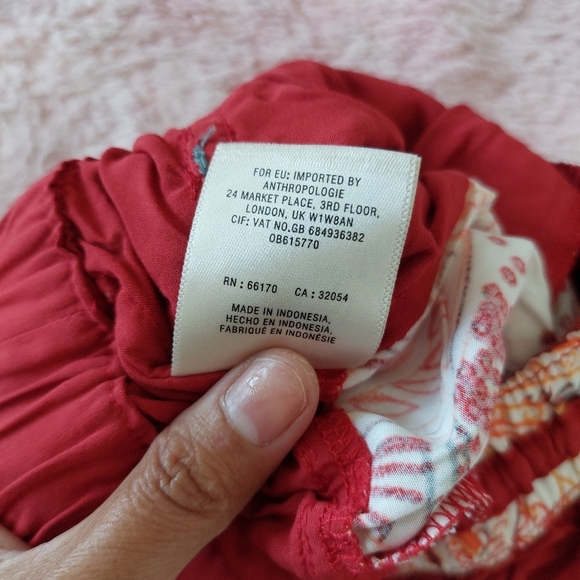 FOR EU: IMPORTED BY
ANTHROPOLOGIE
24 MARKET PLACE, 3RD FLOOR,
LONDON, UK W1W8AN
CIF: VAT NO.GB 684936382
OB615770
RN : 66170 CA : 32054
MADE IN INDONESIA.
HECHO EN INDONESIA.
FABRIQUÉ EN INDONÉSIE